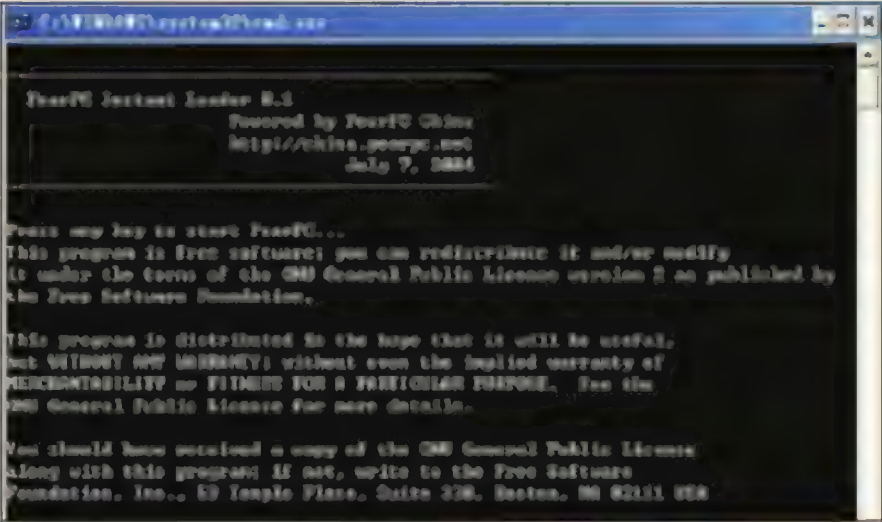 C:\WINDOWS\system32\cmd.exe
PearPC Instant Loader 0.1
Powered by PearPC China
http://china.pearpc.net
July 7, 2004
Press any key to start PearPC...
This program is free software; you can redistribute it and/or modify
it under the terms of the GNU General Public License version 2 as published by
the Free Software Foundation.
This program is distributed in the hope that it will be useful,
but WITHOUT ANY WARRANTY; without even the implied warranty of
MERCHANTABILITY or FITNESS FOR A PARTICULAR PURPOSE. See the
GNU General Public License for more details.
You should have received a copy of the GNU General Public License
along with this program; if not, write to the Free Software
Foundation, Inc., 59 Temple Place, Suite 330, Boston, MA 02111 USA